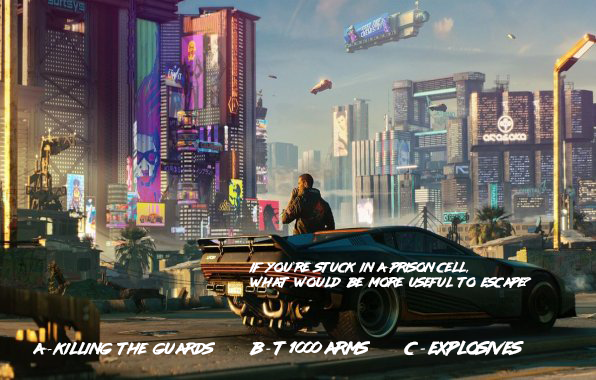 ARASAKA
IF YOU'RE STUCK IN A PRISON CELL.
WHAT WOULD BE MORE USEFUL TO ESCAPE?
A - KILLING THE GUARDS
B - T 1000 ARMS
C - EXPLOSIVES